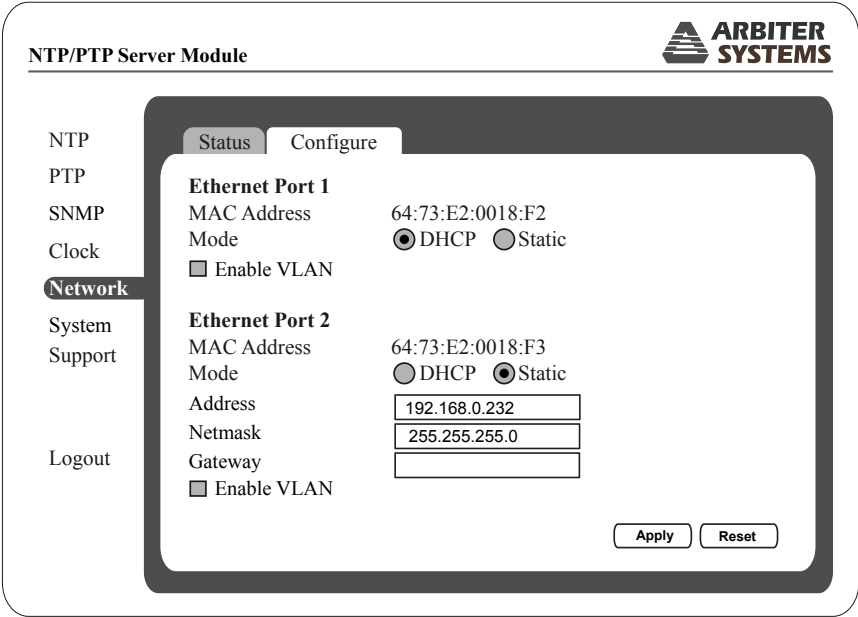 NTP/PTP Server Module
ARBITER
SYSTEMS
NTP
PTP
SNMP
Clock
Network
System
Support
Logout
Status Configure
Ethernet Port 1
MAC Address 64:73:E2:0018:F2
Mode DHCP Static
Enable VLAN
Ethernet Port 2
MAC Address 64:73:E2:0018:F3
Mode DHCP Static
Address 192.168.0.232
Netmask 255.255.255.0
Gateway
Enable VLAN
Apply Reset